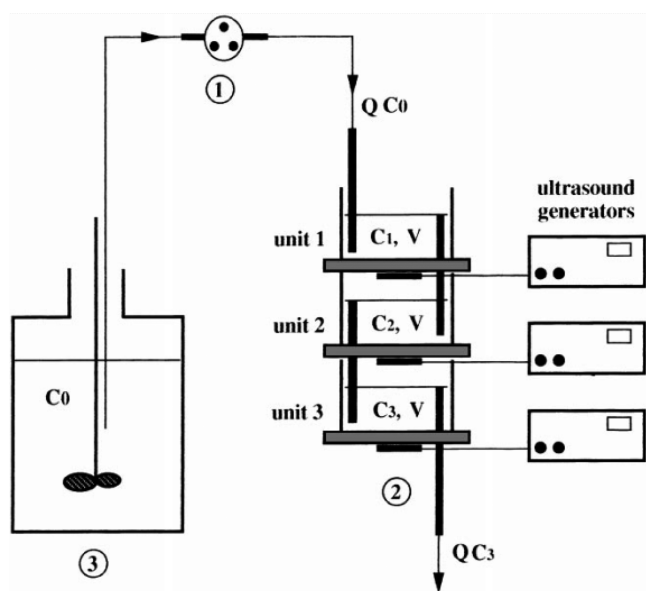 1
Q C0
ultrasound
generators
unit 1
C1, V
unit 2
C2, V
C0
unit 3
C3, V
2
3
Q C3